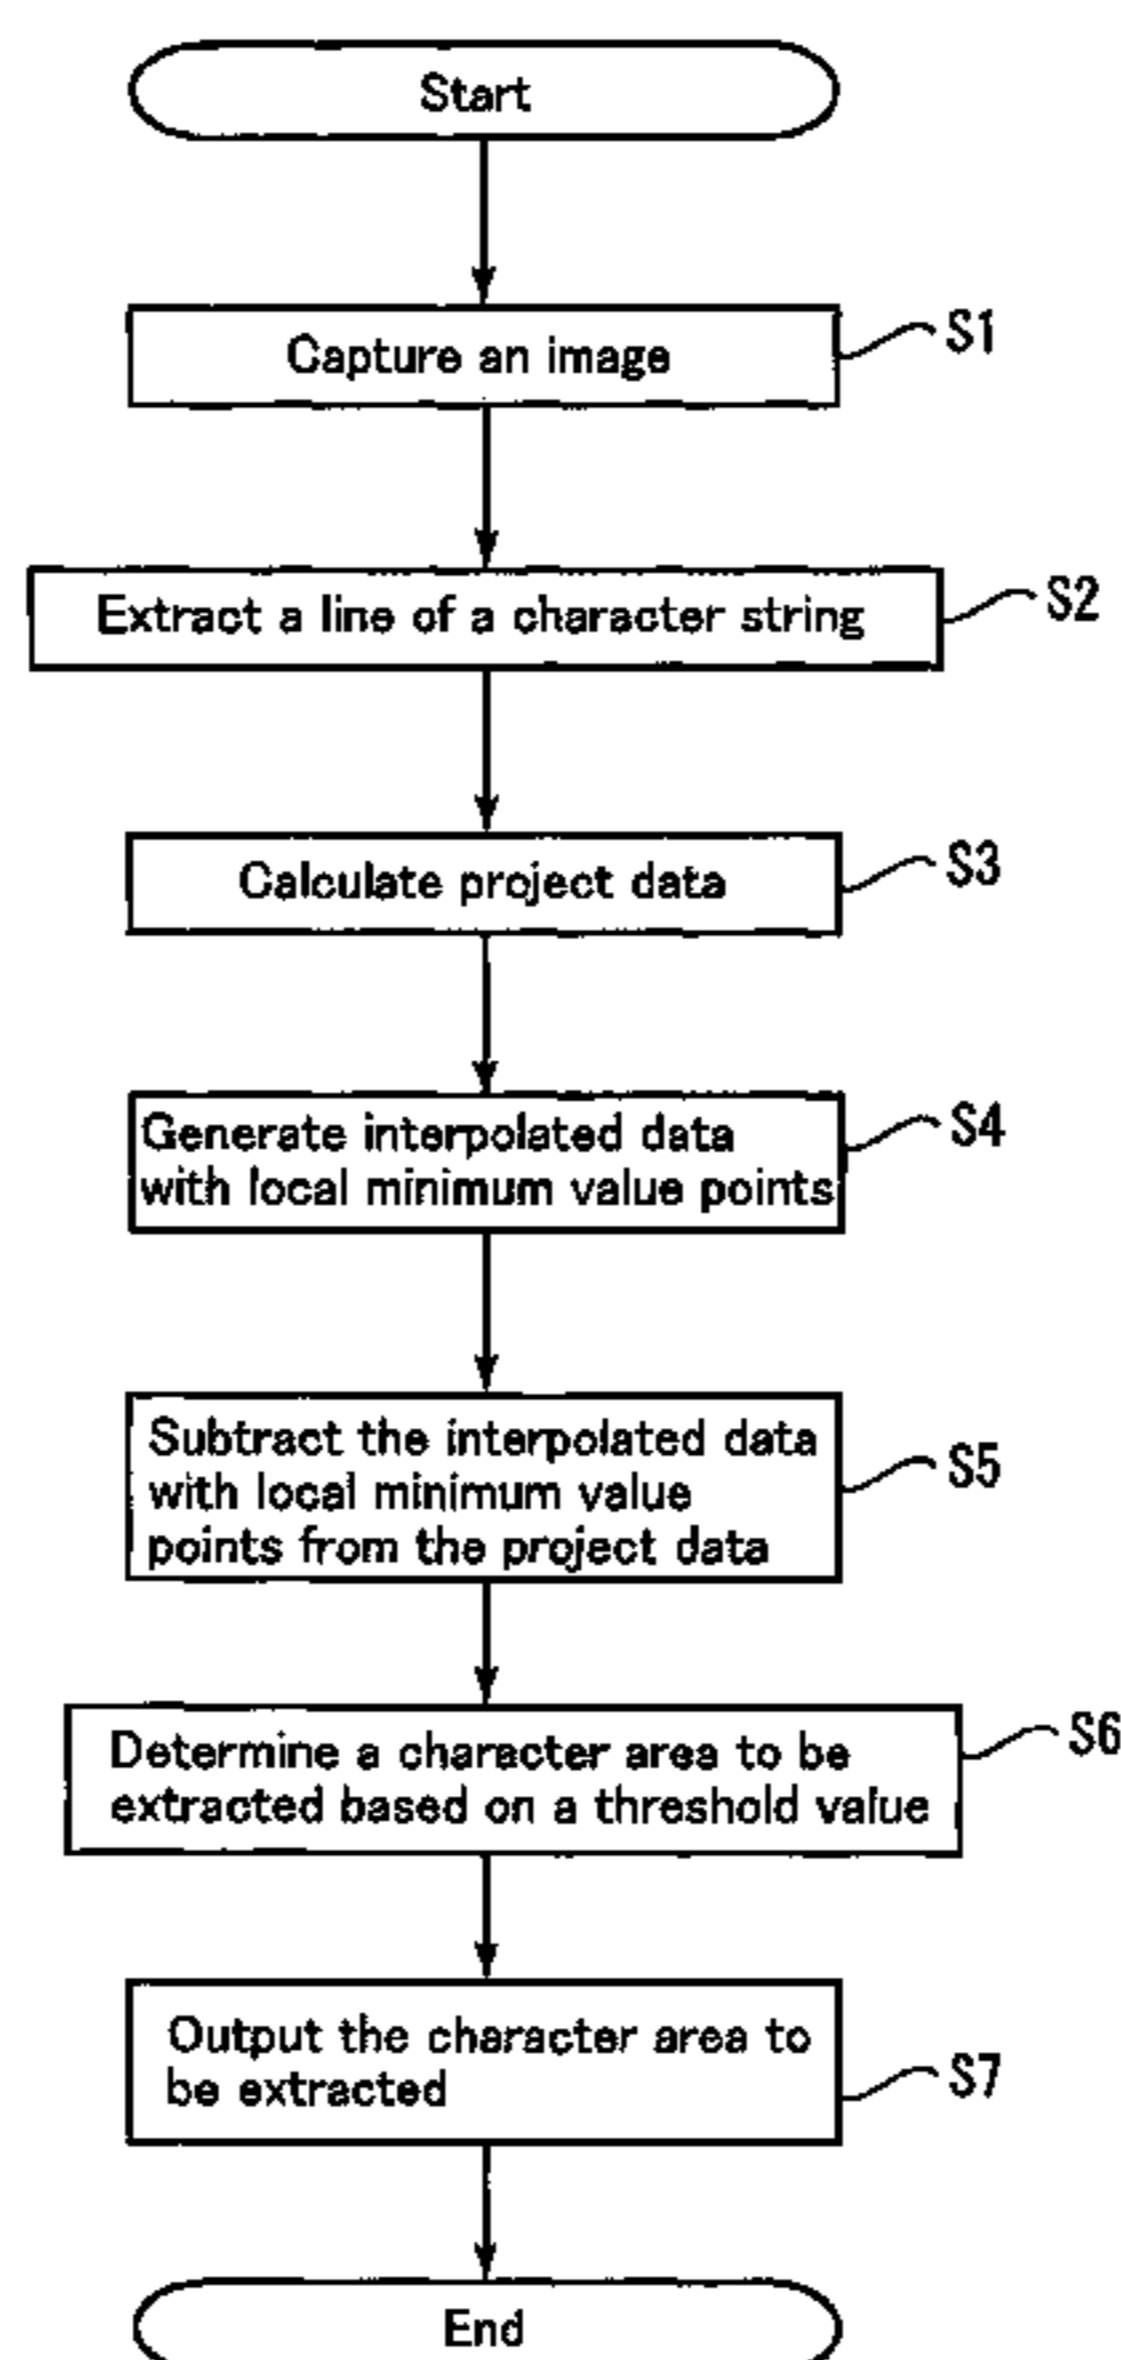 Start
Capture an image
S1
Extract a line of a character string
S2
Calculate project data
S3
Generate interpolated data
with local minimum value points
S4
Subtract the interpolated data
with local minimum value
points from the project data
S5
Determine a character area to be
extracted based on a threshold value
S6
Output the character area to
be extracted
S7
End